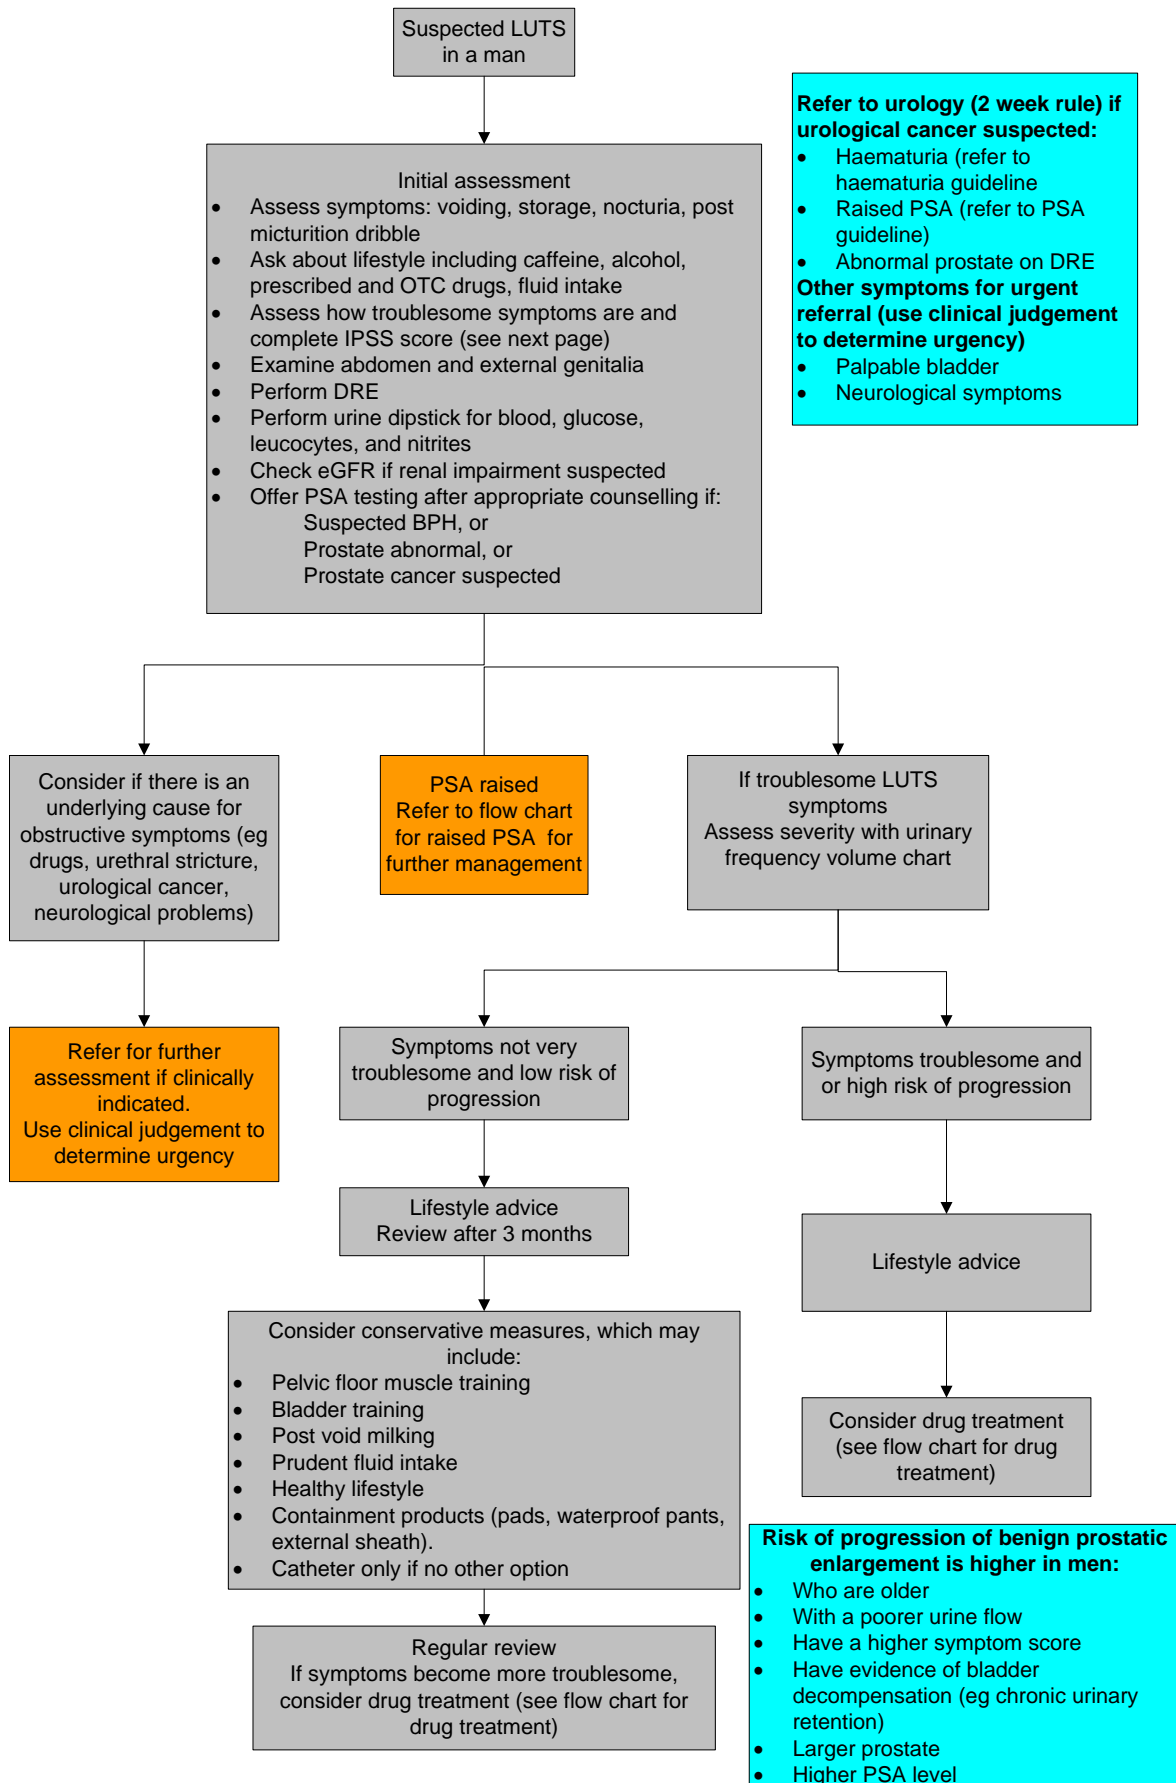 Suspected LUTS
in a man
Refer to urology (2 week rule) if
urological cancer suspected:
• Haematuria (refer to
haematuria guideline
• Raised PSA (refer to PSA
guideline)
• Abnormal prostate on DRE
Other symptoms for urgent
referral (use clinical judgement
to determine urgency)
• Palpable bladder
• Neurological symptoms
Initial assessment
• Assess symptoms: voiding, storage, nocturia, post
micturition dribble
• Ask about lifestyle including caffeine, alcohol,
prescribed and OTC drugs, fluid intake
• Assess how troublesome symptoms are and
complete IPSS score (see next page)
• Examine abdomen and external genitalia
• Perform DRE
• Perform urine dipstick for blood, glucose,
leucocytes, and nitrites
• Check eGFR if renal impairment suspected
• Offer PSA testing after appropriate counselling if:
Suspected BPH, or
Prostate abnormal, or
Prostate cancer suspected
Consider if there is an
underlying cause for
obstructive symptoms (eg
drugs, urethral stricture,
urological cancer,
neurological problems)
PSA raised
Refer to flow chart
for raised PSA for
further management
If troublesome LUTS
symptoms
Assess severity with urinary
frequency volume chart
Refer for further
assessment if clinically
indicated.
Use clinical judgement to
determine urgency
Symptoms not very
troublesome and low risk of
progression
Symptoms troublesome and
or high risk of progression
Lifestyle advice
Review after 3 months
Lifestyle advice
Consider conservative measures, which may
include:
• Pelvic floor muscle training
• Bladder training
• Post void milking
• Prudent fluid intake
• Healthy lifestyle
• Containment products (pads, waterproof pants,
external sheath).
• Catheter only if no other option
Consider drug treatment
(see flow chart for drug
treatment)
Regular review
If symptoms become more troublesome,
consider drug treatment (see flow chart for
drug treatment)
Risk of progression of benign prostatic
enlargement is higher in men:
• Who are older
• With a poorer urine flow
• Have a higher symptom score
• Have evidence of bladder
decompensation (eg chronic urinary
retention)
• Larger prostate
• Higher PSA level